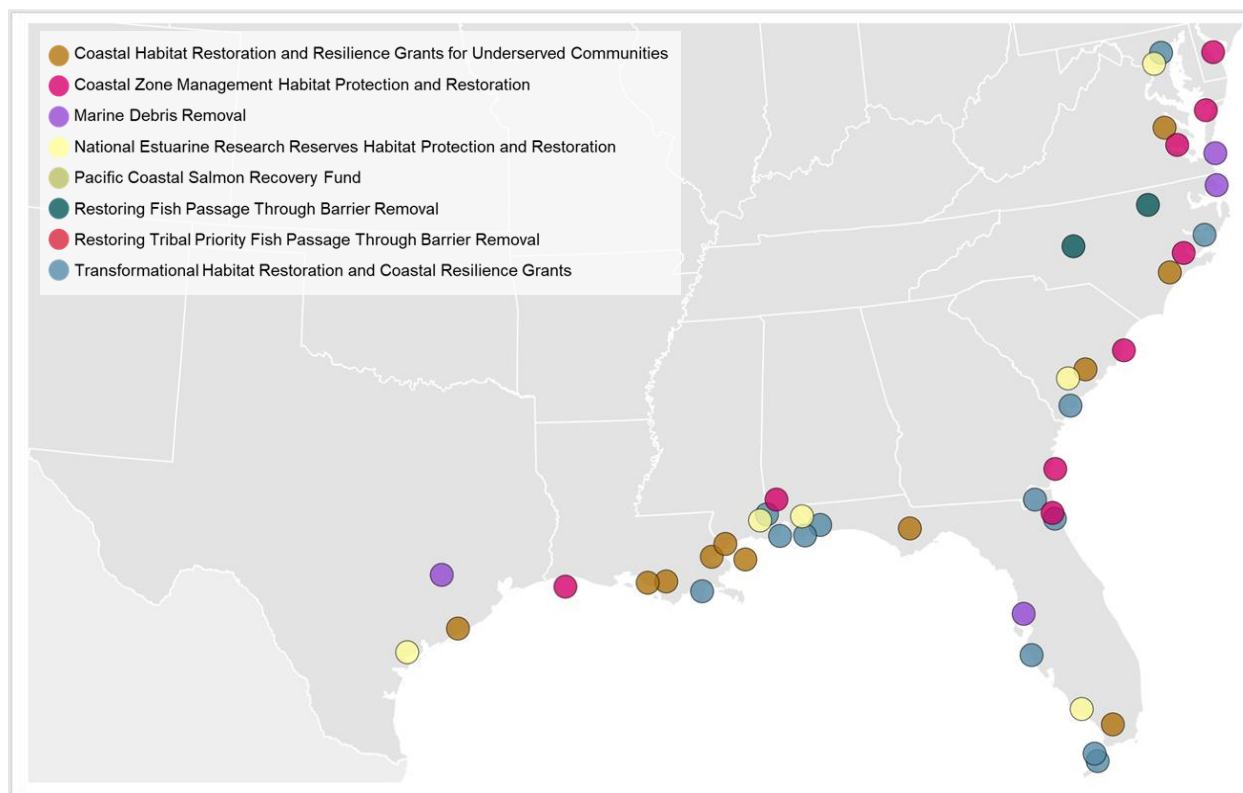 Coastal Habitat Restoration and Resilience Grants for Underserved Communities
Coastal Zone Management Habitat Protection and Restoration
Marine Debris Removal
National Estuarine Research Reserves Habitat Protection and Restoration
Pacific Coastal Salmon Recovery Fund
Restoring Fish Passage Through Barrier Removal
Restoring Tribal Priority Fish Passage Through Barrier Removal
Transformational Habitat Restoration and Coastal Resilience Grants